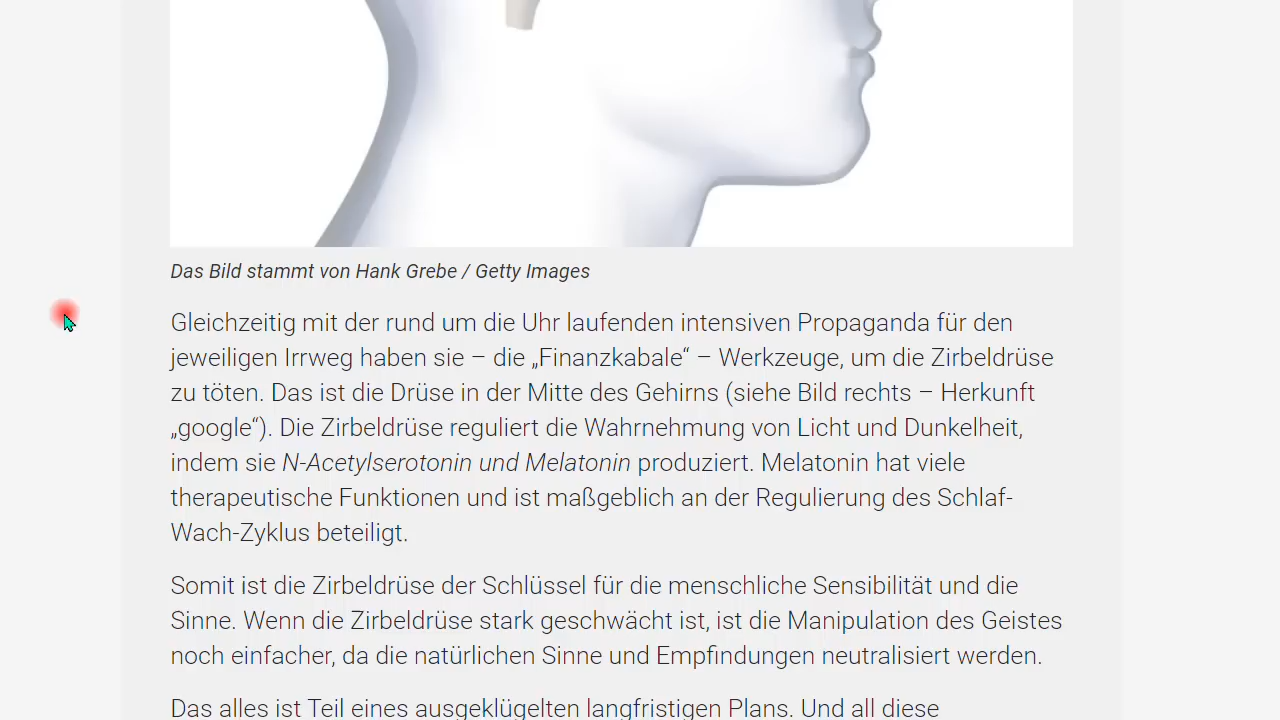 Das Bild stammt von Hank Grebe / Getty Images
Gleichzeitig mit der rund um die Uhr laufenden intensiven Propaganda für den
jeweiligen Irrweg haben sie – die „Finanzkabale“ – Werkzeuge, um die Zirbeldrüse
zu töten. Das ist die Drüse in der Mitte des Gehirns (siehe Bild rechts – Herkunft
„google“). Die Zirbeldrüse reguliert die Wahrnehmung von Licht und Dunkelheit,
indem sie N-Acetylserotonin und Melatonin produziert. Melatonin hat viele
therapeutische Funktionen und ist maßgeblich an der Regulierung des Schlaf-
Wach-Zyklus beteiligt.
Somit ist die Zirbeldrüse der Schlüssel für die menschliche Sensibilität und die
Sinne. Wenn die Zirbeldrüse stark geschwächt ist, ist die Manipulation des Geistes
noch einfacher, da die natürlichen Sinne und Empfindungen neutralisiert werden.
Das alles ist Teil eines ausgeklügelten langfristigen Plans. Und all diese